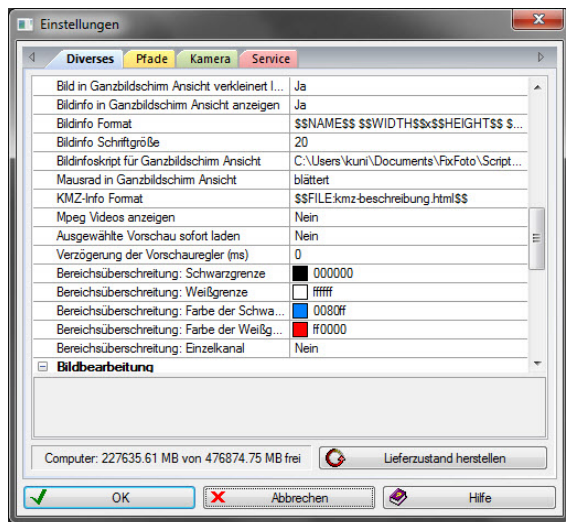 Einstellungen
Diverses Pfade Kamera Service
Bild in Ganzbildschim Ansicht verkleinert l... Ja
Bildinfo in Ganzbildschim Ansicht anzeigen Ja
Bildinfo Format $$NAME$$ $$WIDTH$$x$$HEIGHT$$ $...
Bildinfo Schriftgröße 20
Bildinfoskript für Ganzbildschim Ansicht C:\Users\kuni\Documents\FixFoto\Script...
Mausrad in Ganzbildschim Ansicht blättert
KMZ-Info Format $$FILE:kmz-beschreibung.html$$
Mpeg Videos anzeigen Nein
Ausgewählte Vorschau sofort laden Nein
Verzögerung der Vorschauregler (ms) 0
Bereichsüberschreitung: Schwarzgrenze 000000
Bereichsüberschreitung: Weißgrenze ffffff
Bereichsüberschreitung: Farbe der Schwa... 0080ff
Bereichsüberschreitung: Farbe der Weißg... ff0000
Bereichsüberschreitung: Einzelkanal Nein
Bildbearbeitung
Computer: 227635.61 MB von 476874.75 MB frei Lieferzustand herstellen
OK Abbrechen Hilfe